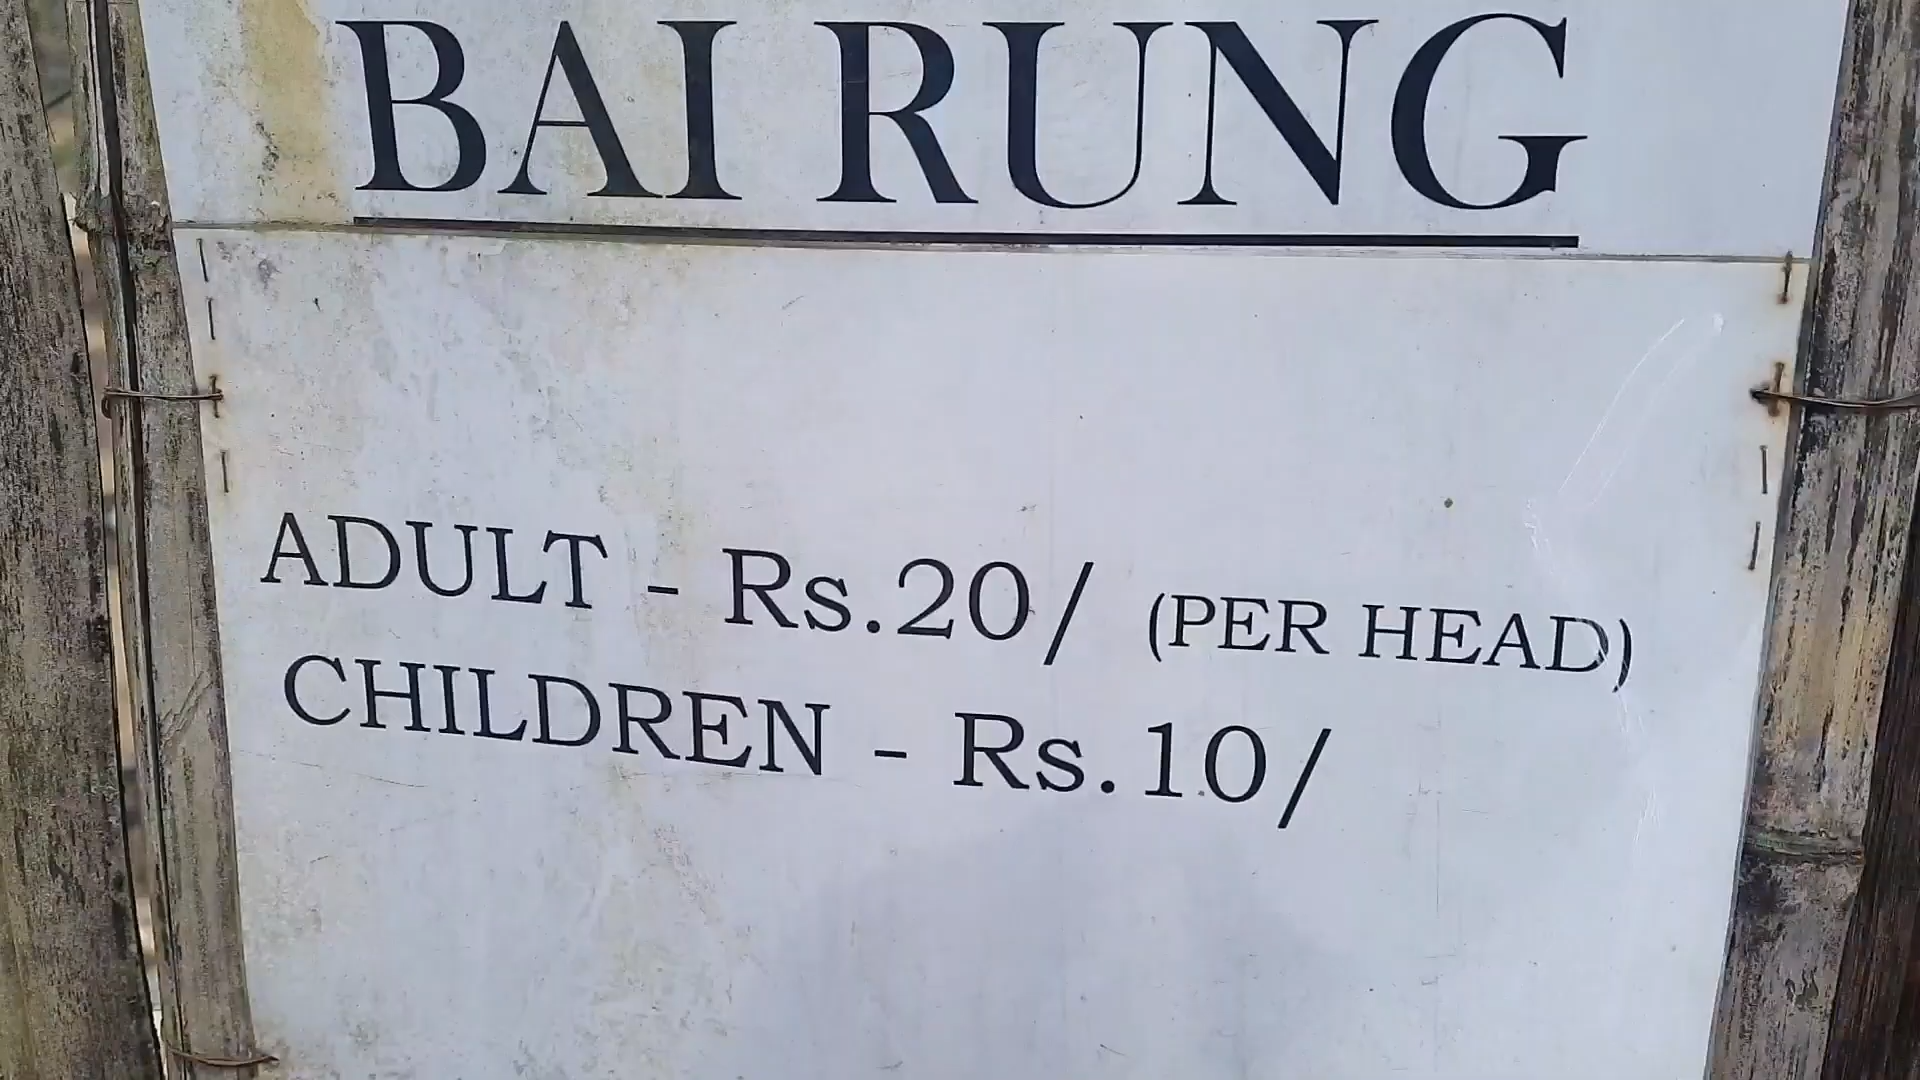 BAI RUNG
ADULT - Rs.20/ (PER HEAD)
CHILDREN - Rs.10/